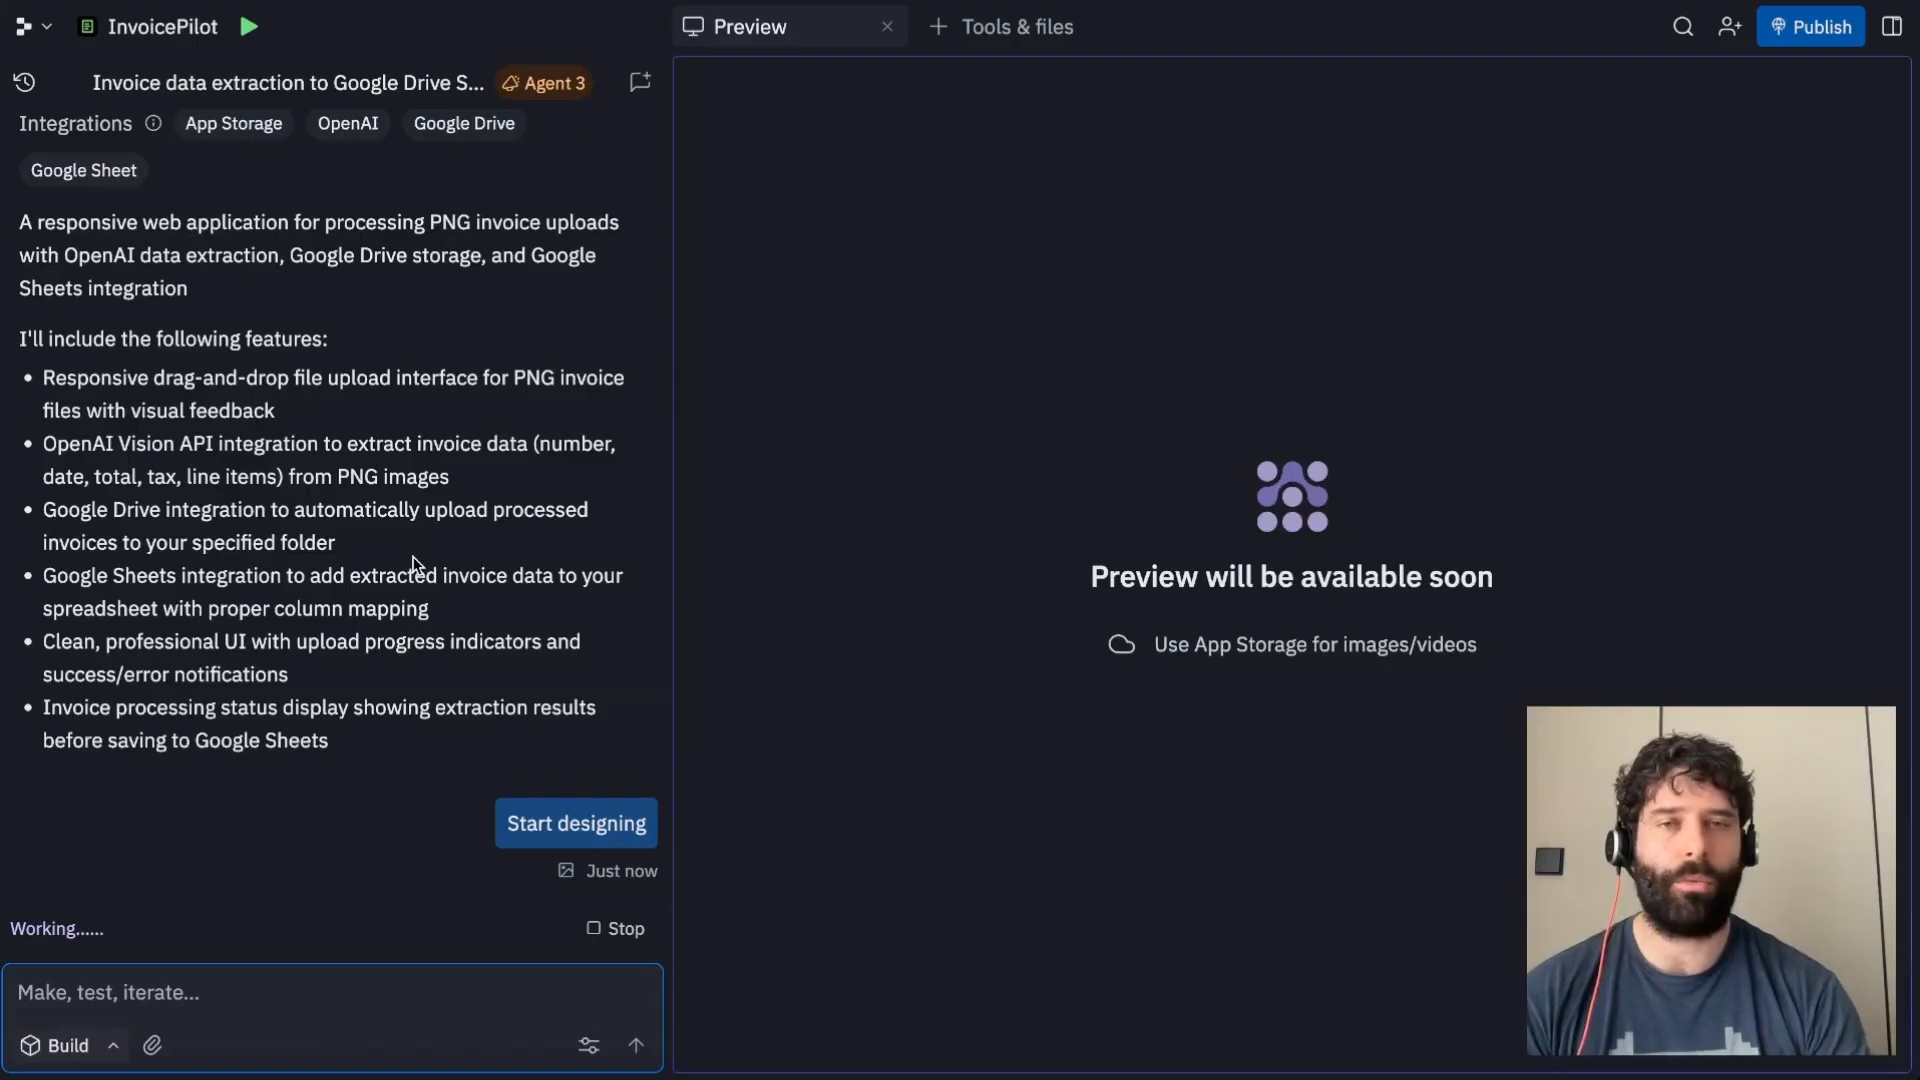 InvoicePilot
Preview
Tools & files
Publish
Invoice data extraction to Google Drive S...
Agent 3
Integrations
App Storage
OpenAI
Google Drive
Google Sheet
A responsive web application for processing PNG invoice uploads
with OpenAI data extraction, Google Drive storage, and Google
Sheets integration
I'll include the following features:
• Responsive drag-and-drop file upload interface for PNG invoice
files with visual feedback
• OpenAI Vision API integration to extract invoice data (number,
date, total, tax, line items) from PNG images
• Google Drive integration to automatically upload processed
invoices to your specified folder
• Google Sheets integration to add extracted invoice data to your
spreadsheet with proper column mapping
• Clean, professional UI with upload progress indicators and
success/error notifications
• Invoice processing status display showing extraction results
before saving to Google Sheets
Start designing
Just now
Working......
Stop
Make, test, iterate...
Build
Preview will be available soon
Use App Storage for images/videos